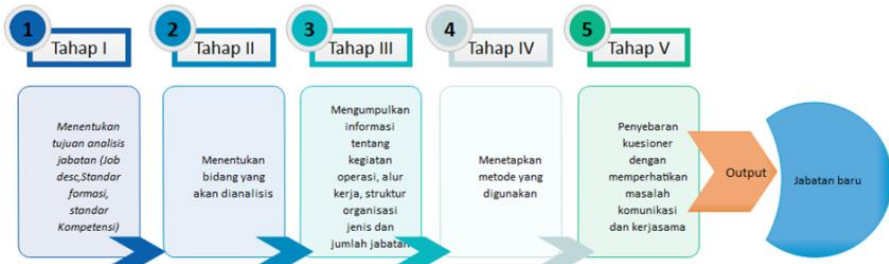 1
Tahap I
Menentukan
tujuan analisis
jabatan (Job
desc,Standar
formasi,
standar
Kompetensi)
2
Tahap II
Menentukan
bidang yang
akan dianalisis
3
Tahap III
Mengumpulkan
informasi
tentang
kegiatan
operasi, alur
kerja, struktur
organisasi
jenis dan
jumlah jabatan
4
Tahap IV
Menetapkan
metode yang
digunakan
5
Tahap V
Penyebaran
kuesioner
dengan
memperhatikan
masalah
komunikasi
dan kerjasama
Output
Jabatan baru